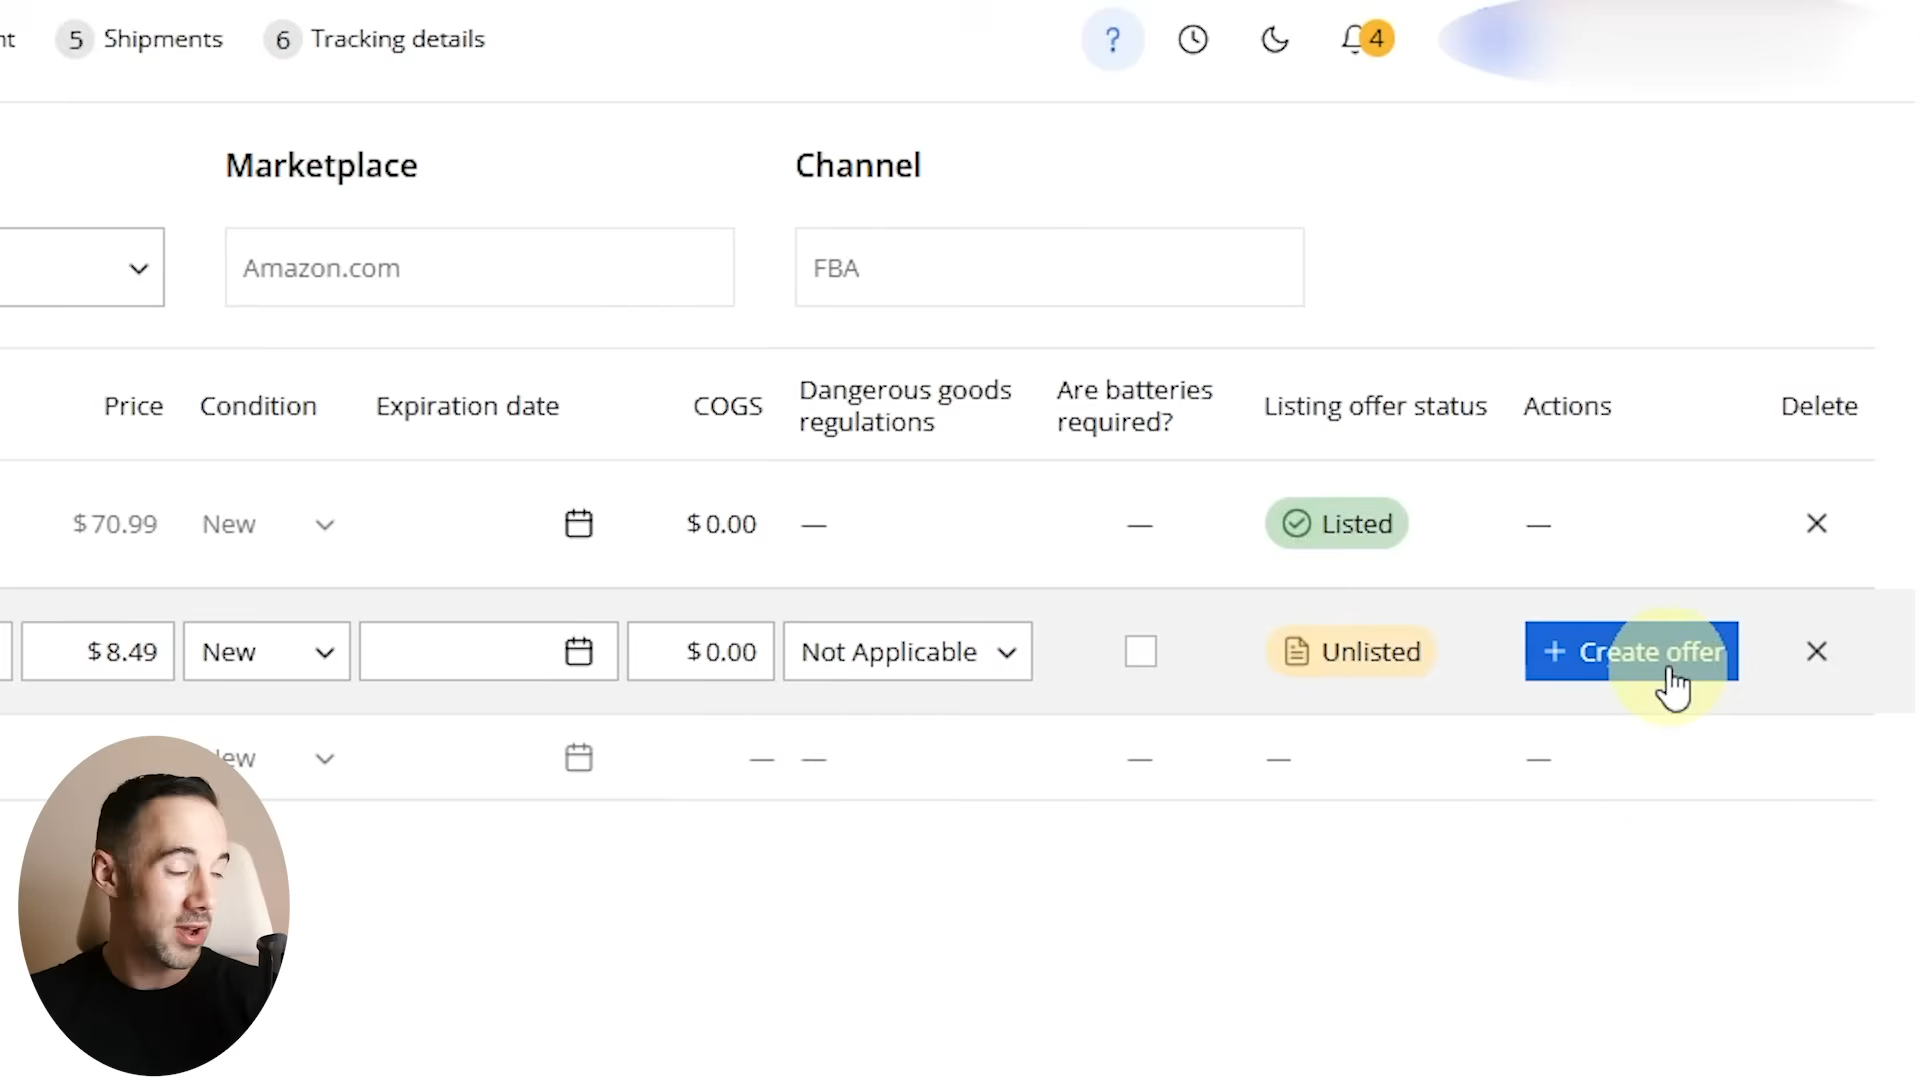 nt 5 Shipments 6 Tracking details ? 4
Marketplace Channel
Amazon.com FBA
Price Condition Expiration date COGS Dangerous goods regulations Are batteries required? Listing offer status Actions Delete
$70.99 New $0.00 — — Listed —
$8.49 New $0.00 Not Applicable Unlisted + Create offer
ew — — — — —